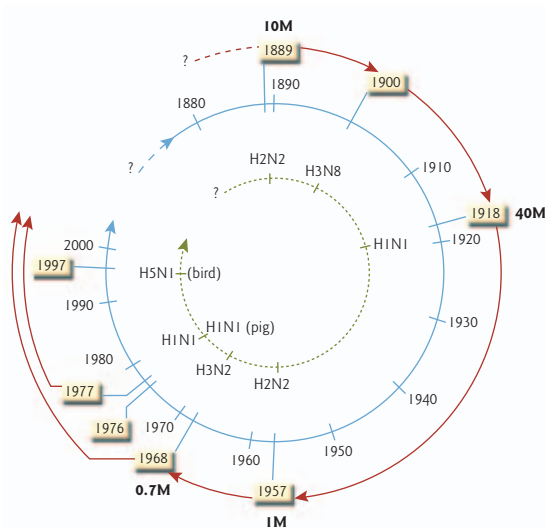 10M
1889
?
1900
1890
1880
1910
?
H2N2
H3N8
?
1918
40M
1920
H1N1
2000
1997
H5N1
(bird)
1990
1930
H1N1 (pig)
H1N1
H3N2
H2N2
1980
1977
1940
1976
1970
1950
1960
1968
0.7M
1957
1M